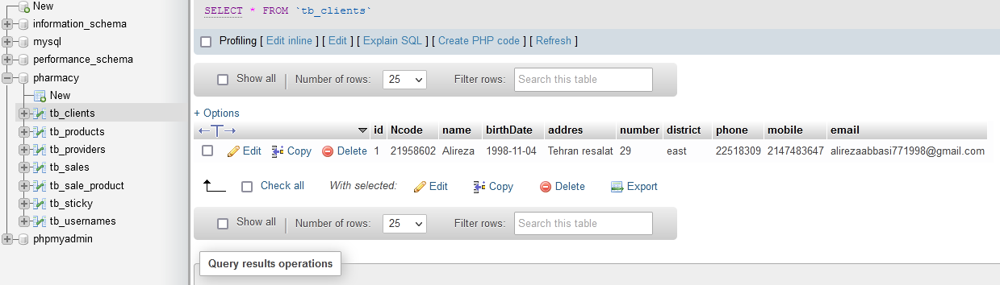 New
information_schema
mysql
performance_schema
pharmacy
New
tb_clients
tb_products
tb_providers
tb_sales
tb_sale_product
tb_sticky
tb_usernames
phpmyadmin
SELECT * FROM `tb_clients`
Profiling [ Edit inline ] [ Edit ] [ Explain SQL ] [ Create PHP code ] [ Refresh ]
Show all Number of rows: 25 Filter rows: Search this table
+ Options
id Ncode name birthDate addres number district phone mobile email
Edit Copy Delete 1 21958602 Alireza 1998-11-04 Tehran resalat 29 east 22518309 2147483647 alirezaabbasi771998@gmail.com
Check all With selected: Edit Copy Delete Export
Show all Number of rows: 25 Filter rows: Search this table
Query results operations